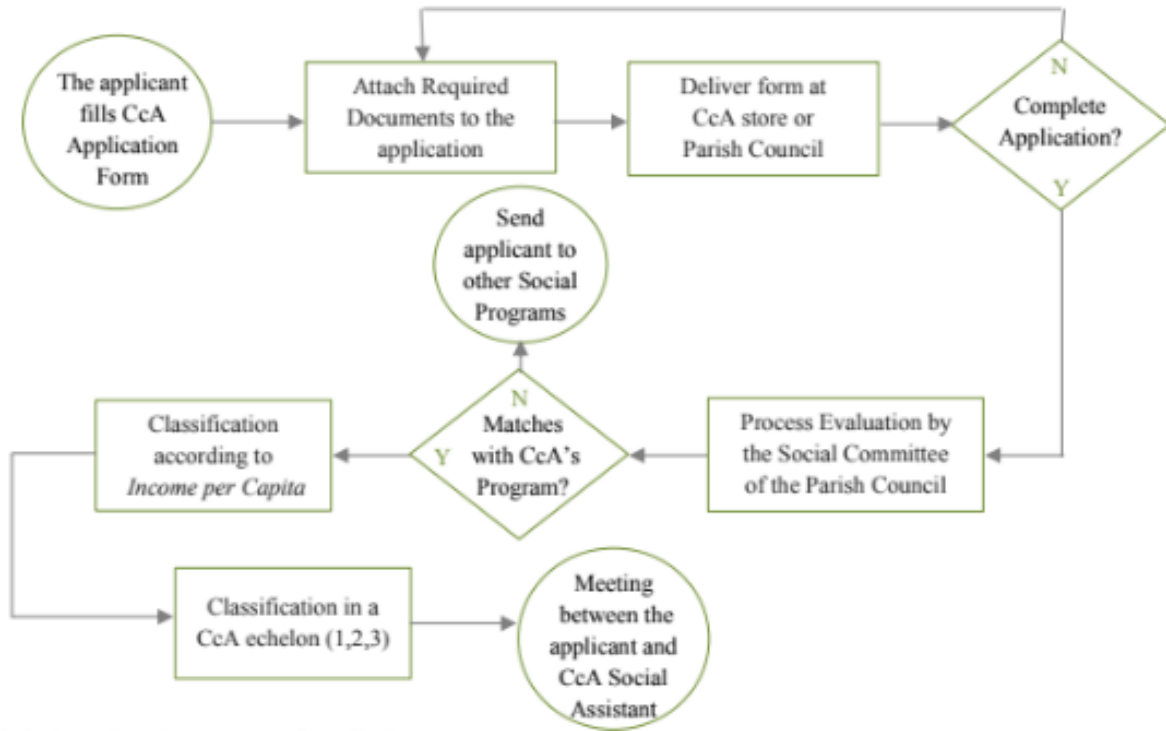 The applicant
fills CcA
Application
Form
Attach Required
Documents to the
application
Deliver form at
CcA store or
Parish Council
N
Complete
Application?
Y
Send
applicant to
other Social
Programs
Classification
according to
Income per Capita
N
Matches
Y
with CcA's
Program?
Process Evaluation by
the Social Committee
of the Parish Council
Classification in a
CcA echelon (1,2,3)
Meeting
between the
applicant and
CcA Social
Assistant